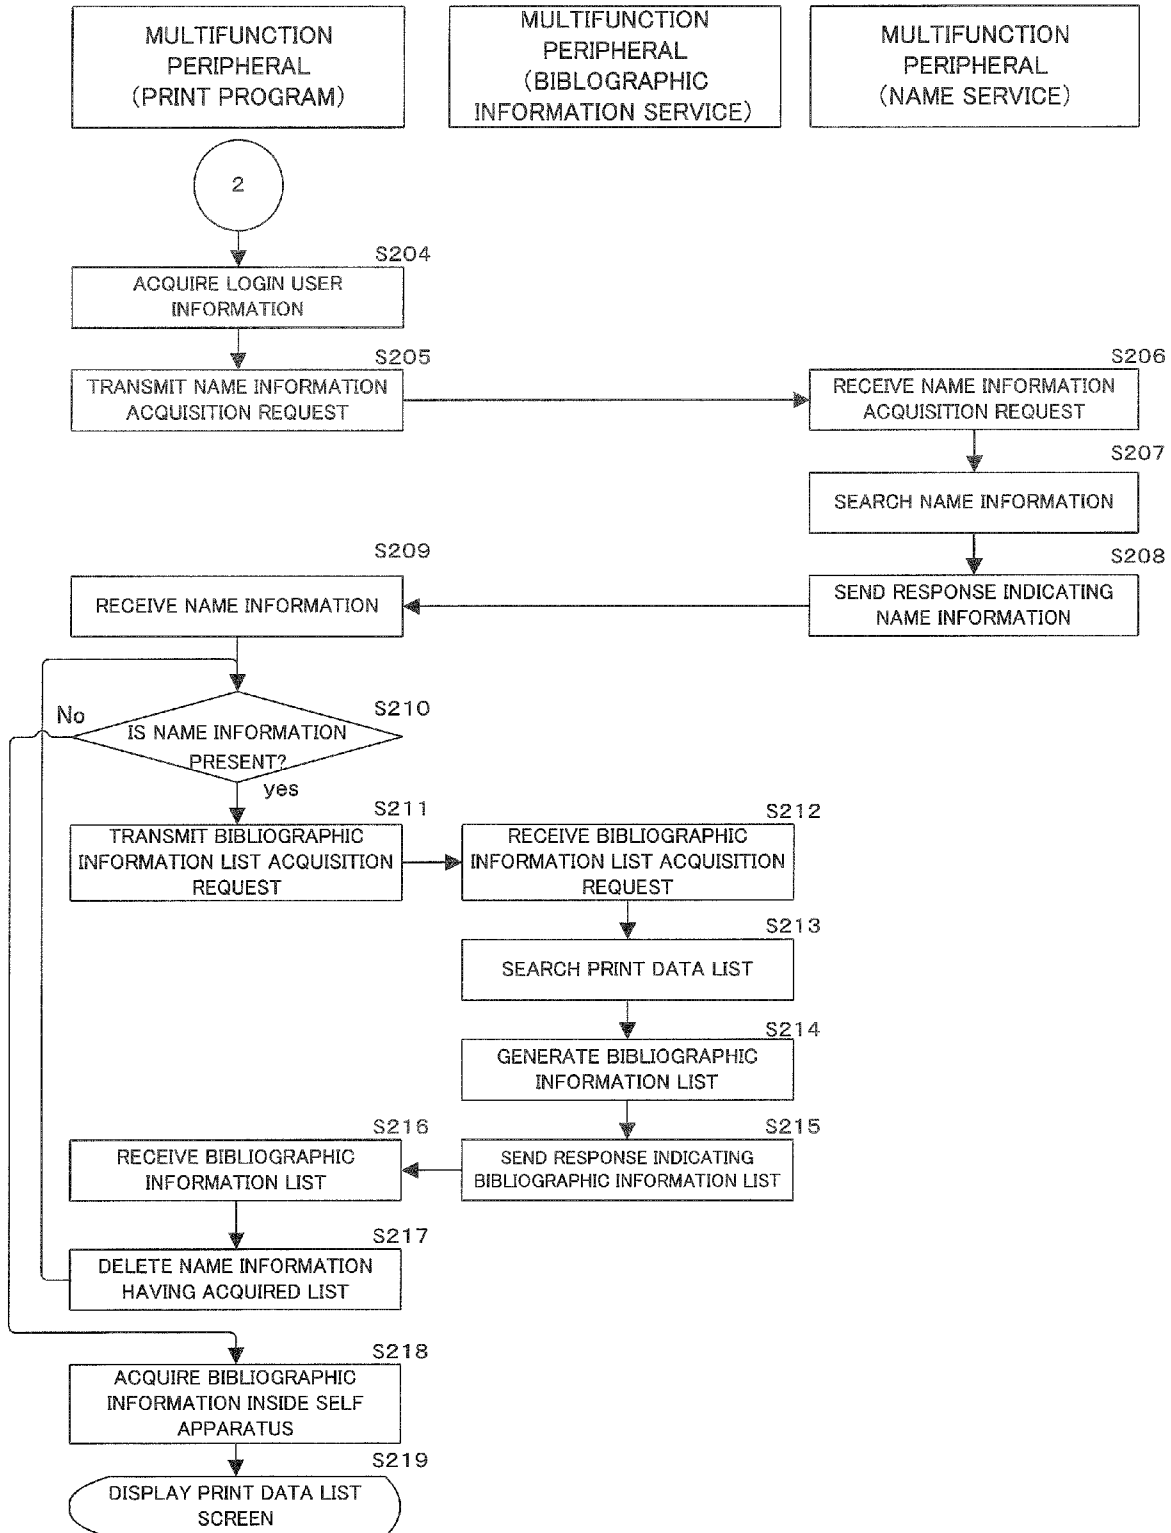 MULTIFUNCTION
PERIPHERAL
(PRINT PROGRAM)
MULTIFUNCTION
PERIPHERAL
(BIBLOGRAPHIC
INFORMATION SERVICE)
MULTIFUNCTION
PERIPHERAL
(NAME SERVICE)
2
S204
ACQUIRE LOGIN USER
INFORMATION
S205
TRANSMIT NAME INFORMATION
ACQUISITION REQUEST
S206
RECEIVE NAME INFORMATION
ACQUISITION REQUEST
S207
SEARCH NAME INFORMATION
S208
SEND RESPONSE INDICATING
NAME INFORMATION
S209
RECEIVE NAME INFORMATION
S210
No
IS NAME INFORMATION
PRESENT?
yes
S211
TRANSMIT BIBLIOGRAPHIC
INFORMATION LIST ACQUISITION
REQUEST
S212
RECEIVE BIBLIOGRAPHIC
INFORMATION LIST ACQUISITION
REQUEST
S213
SEARCH PRINT DATA LIST
S214
GENERATE BIBLIOGRAPHIC
INFORMATION LIST
S215
SEND RESPONSE INDICATING
BIBLIOGRAPHIC INFORMATION LIST
S216
RECEIVE BIBLIOGRAPHIC
INFORMATION LIST
S217
DELETE NAME INFORMATION
HAVING ACQUIRED LIST
S218
ACQUIRE BIBLIOGRAPHIC
INFORMATION INSIDE SELF
APPARATUS
S219
DISPLAY PRINT DATA LIST
SCREEN